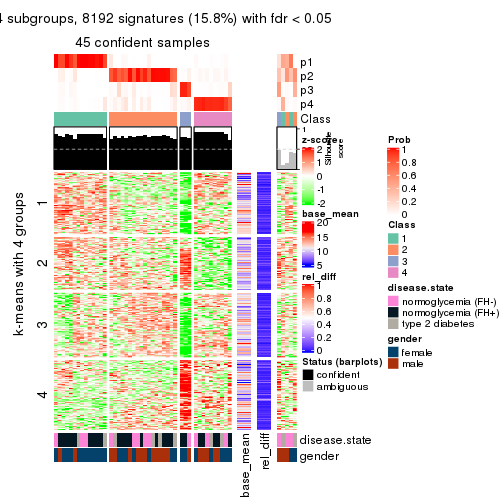 4 subgroups, 8192 signatures (15.8%) with fdr < 0.05
45 confident samples
p1
p2
p3
p4
Class
1
Silhouette
score
k-means with 4 groups
1
2
3
4
z-score
2
1
0
-1
-2
base_mean
20
15
10
5
rel_diff
1
0.8
0.6
0.4
0.2
0
Status (barplots)
confident
ambiguous
Prob
1
0.8
0.6
0.4
0.2
0
Class
1
2
3
4
disease.state
normoglycemia (FH-)
normoglycemia (FH+)
type 2 diabetes
gender
female
male
disease.state
gender
base_mean
rel_diff